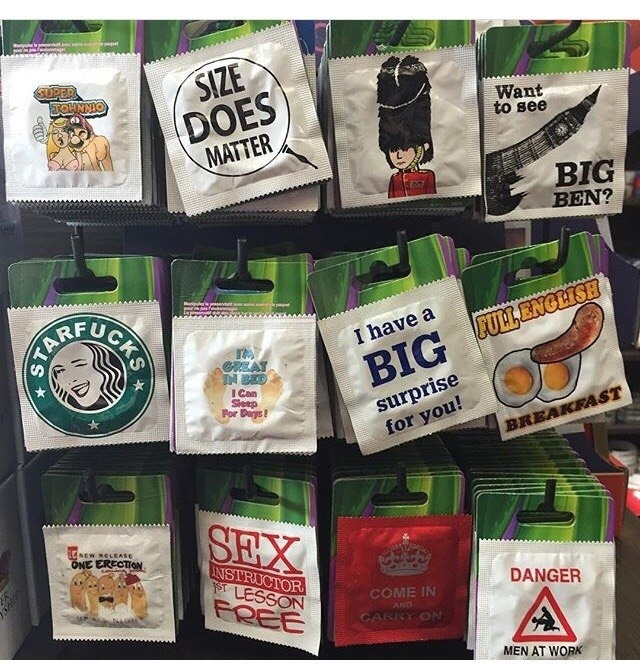 SUPER
JOHNNIO
SIZE
DOES
MATTER
Want
to see
BIG
BEN?
STARFUCKS
I'M
GREAT
IN BED
I Can
Sleep
For Days!
I have a
BIG
surprise
for you!
FULL ENGLISH
BREAKFAST
NEW RELEASE
ONE ERECTION
SEX
INSTRUCTOR
1ST LESSON
FREE
COME IN
AND
CARRY ON
DANGER
MEN AT WORK